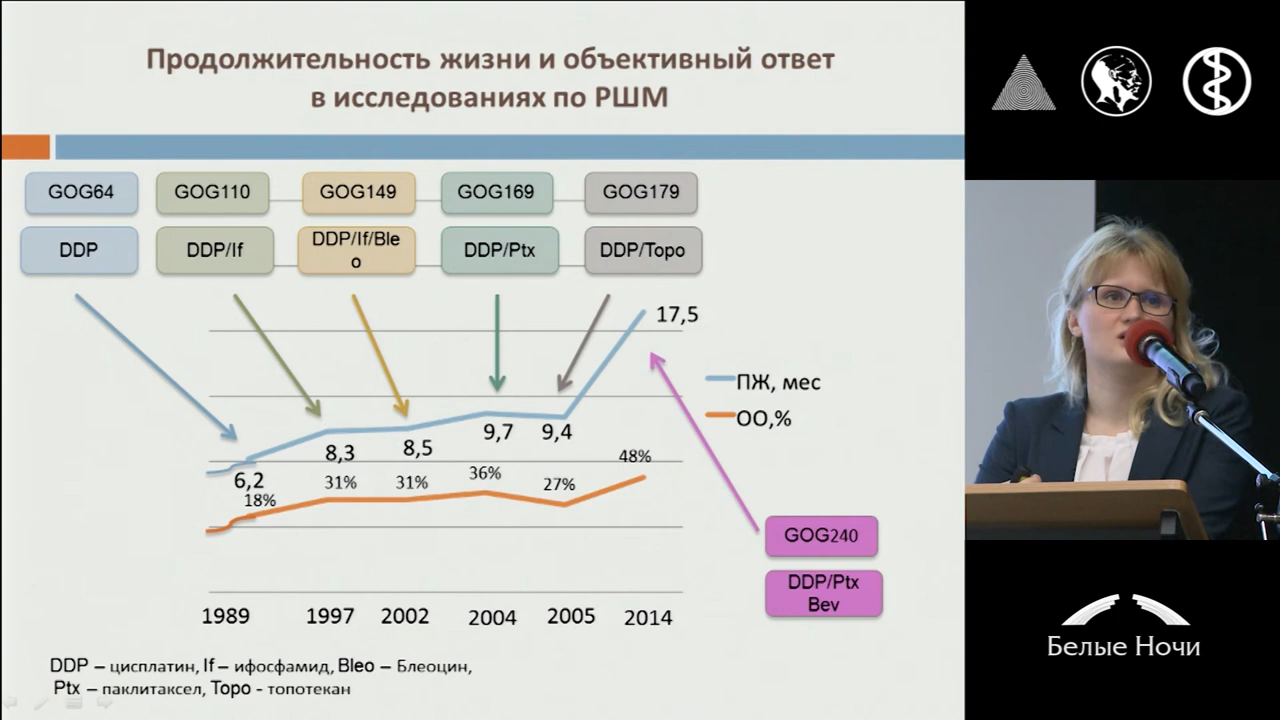 Продолжительность жизни и объективный ответ
в исследованиях по РШМ
GOG64
GOG110
GOG149
GOG169
GOG179
DDP
DDP/If
DDP/If/Ble
o
DDP/Ptx
DDP/Topo
17,5
ПЖ, мес
ОО,%
9,7
9,4
8,3
8,5
6,2
48%
36%
31%
31%
27%
18%
GOG240
DDP/Ptx
Bev
1989
1997
2002
2004
2005
2014
DDP – цисплатин, If – ифосфамид, Bleo – Блеоцин,
Ptx – паклитаксел, Topo - топотекан
Белые Ночи